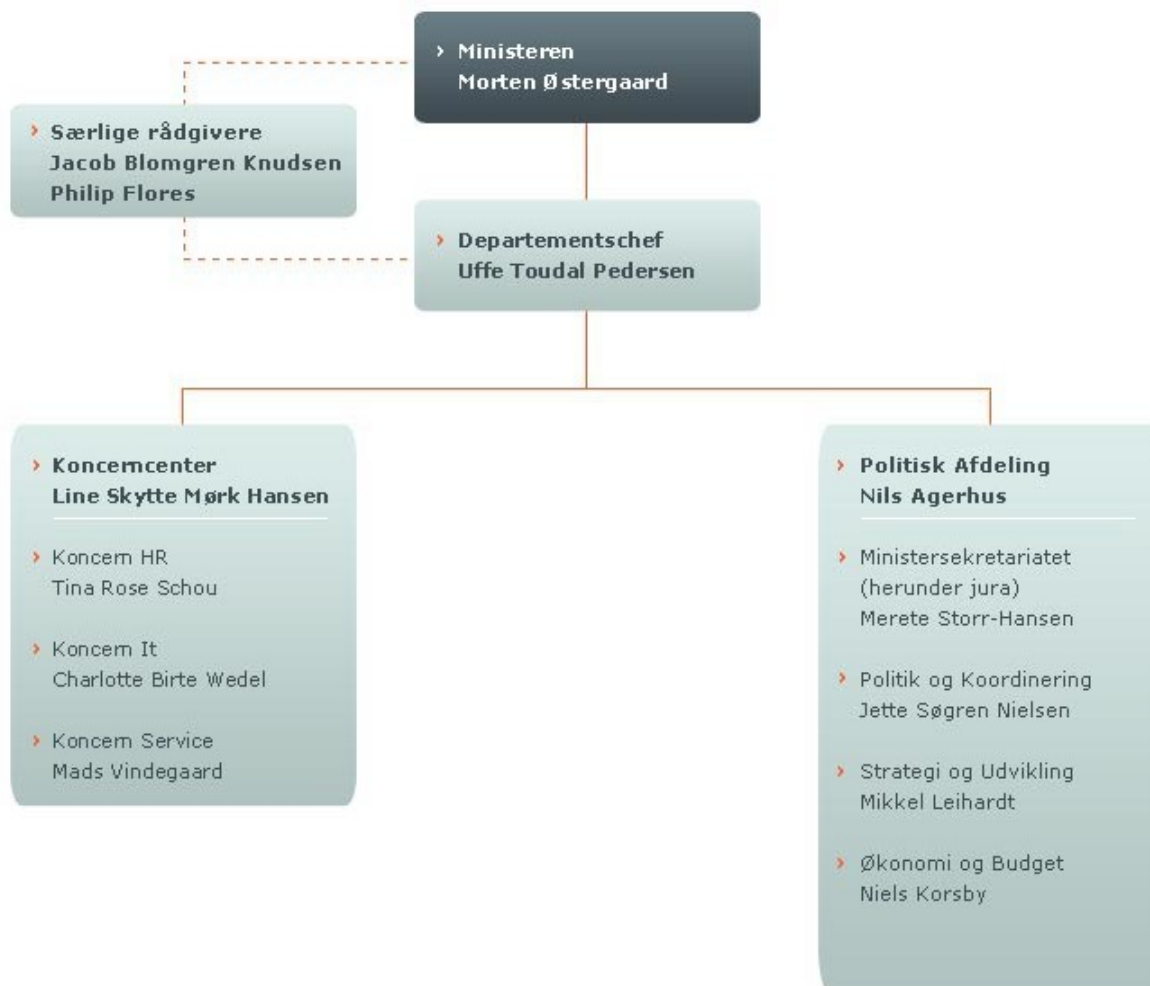 Ministeren
Morten Østergaard
Særlige rådgivere
Jacob Blomgren Knudsen
Philip Flores
Departementschef
Uffe Toudal Pedersen
Koncerncenter
Line Skytte Mørk Hansen
Koncern HR
Tina Rose Schou
Koncern It
Charlotte Birte Wedel
Koncern Service
Mads Vindegaard
Politisk Afdeling
Nils Agerhus
Ministersekretariatet
(herunder jura)
Merete Storr-Hansen
Politik og Koordinering
Jette Søgren Nielsen
Strategi og Udvikling
Mikkel Leihardt
Økonomi og Budget
Niels Korsby